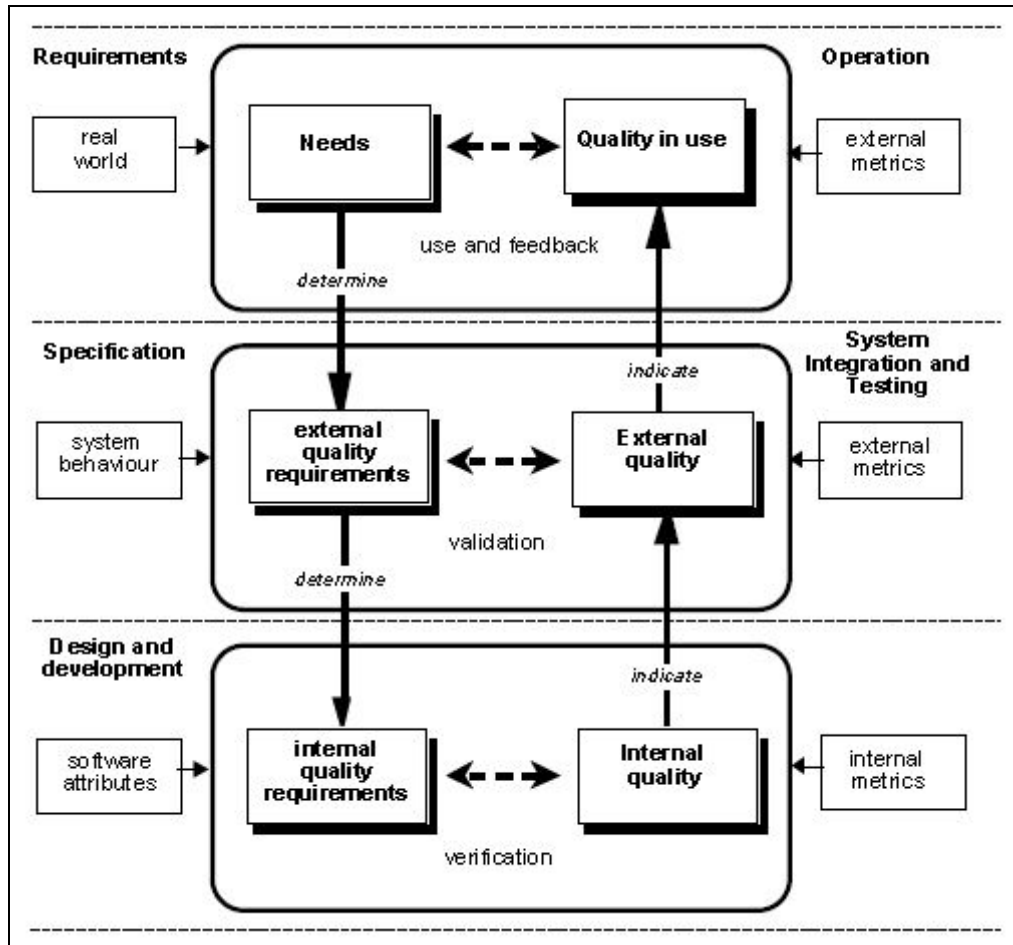 Requirements
Operation
real
world
Needs
Quality in use
external
metrics
use and feedback
determine
Specification
System
Integration and
Testing
indicate
system
behaviour
external
quality
requirements
External
quality
external
metrics
validation
determine
Design and
development
indicate
software
attributes
internal
quality
requirements
Internal
quality
internal
metrics
verification